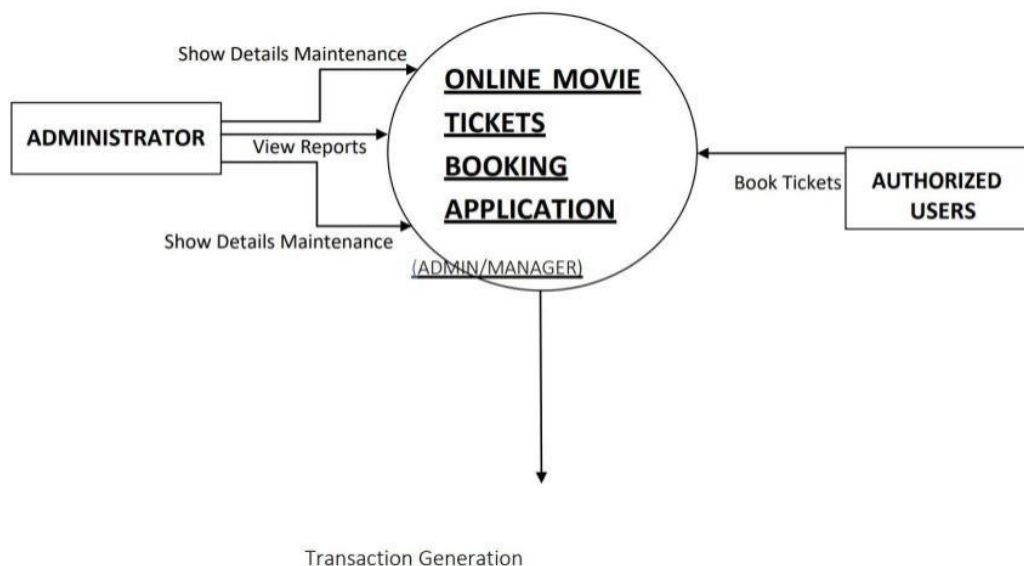 Show Details Maintenance
ADMINISTRATOR
View Reports
Show Details Maintenance
ONLINE MOVIE
TICKETS
BOOKING
APPLICATION
(ADMIN/MANAGER)
Book Tickets
AUTHORIZED
USERS
Transaction Generation